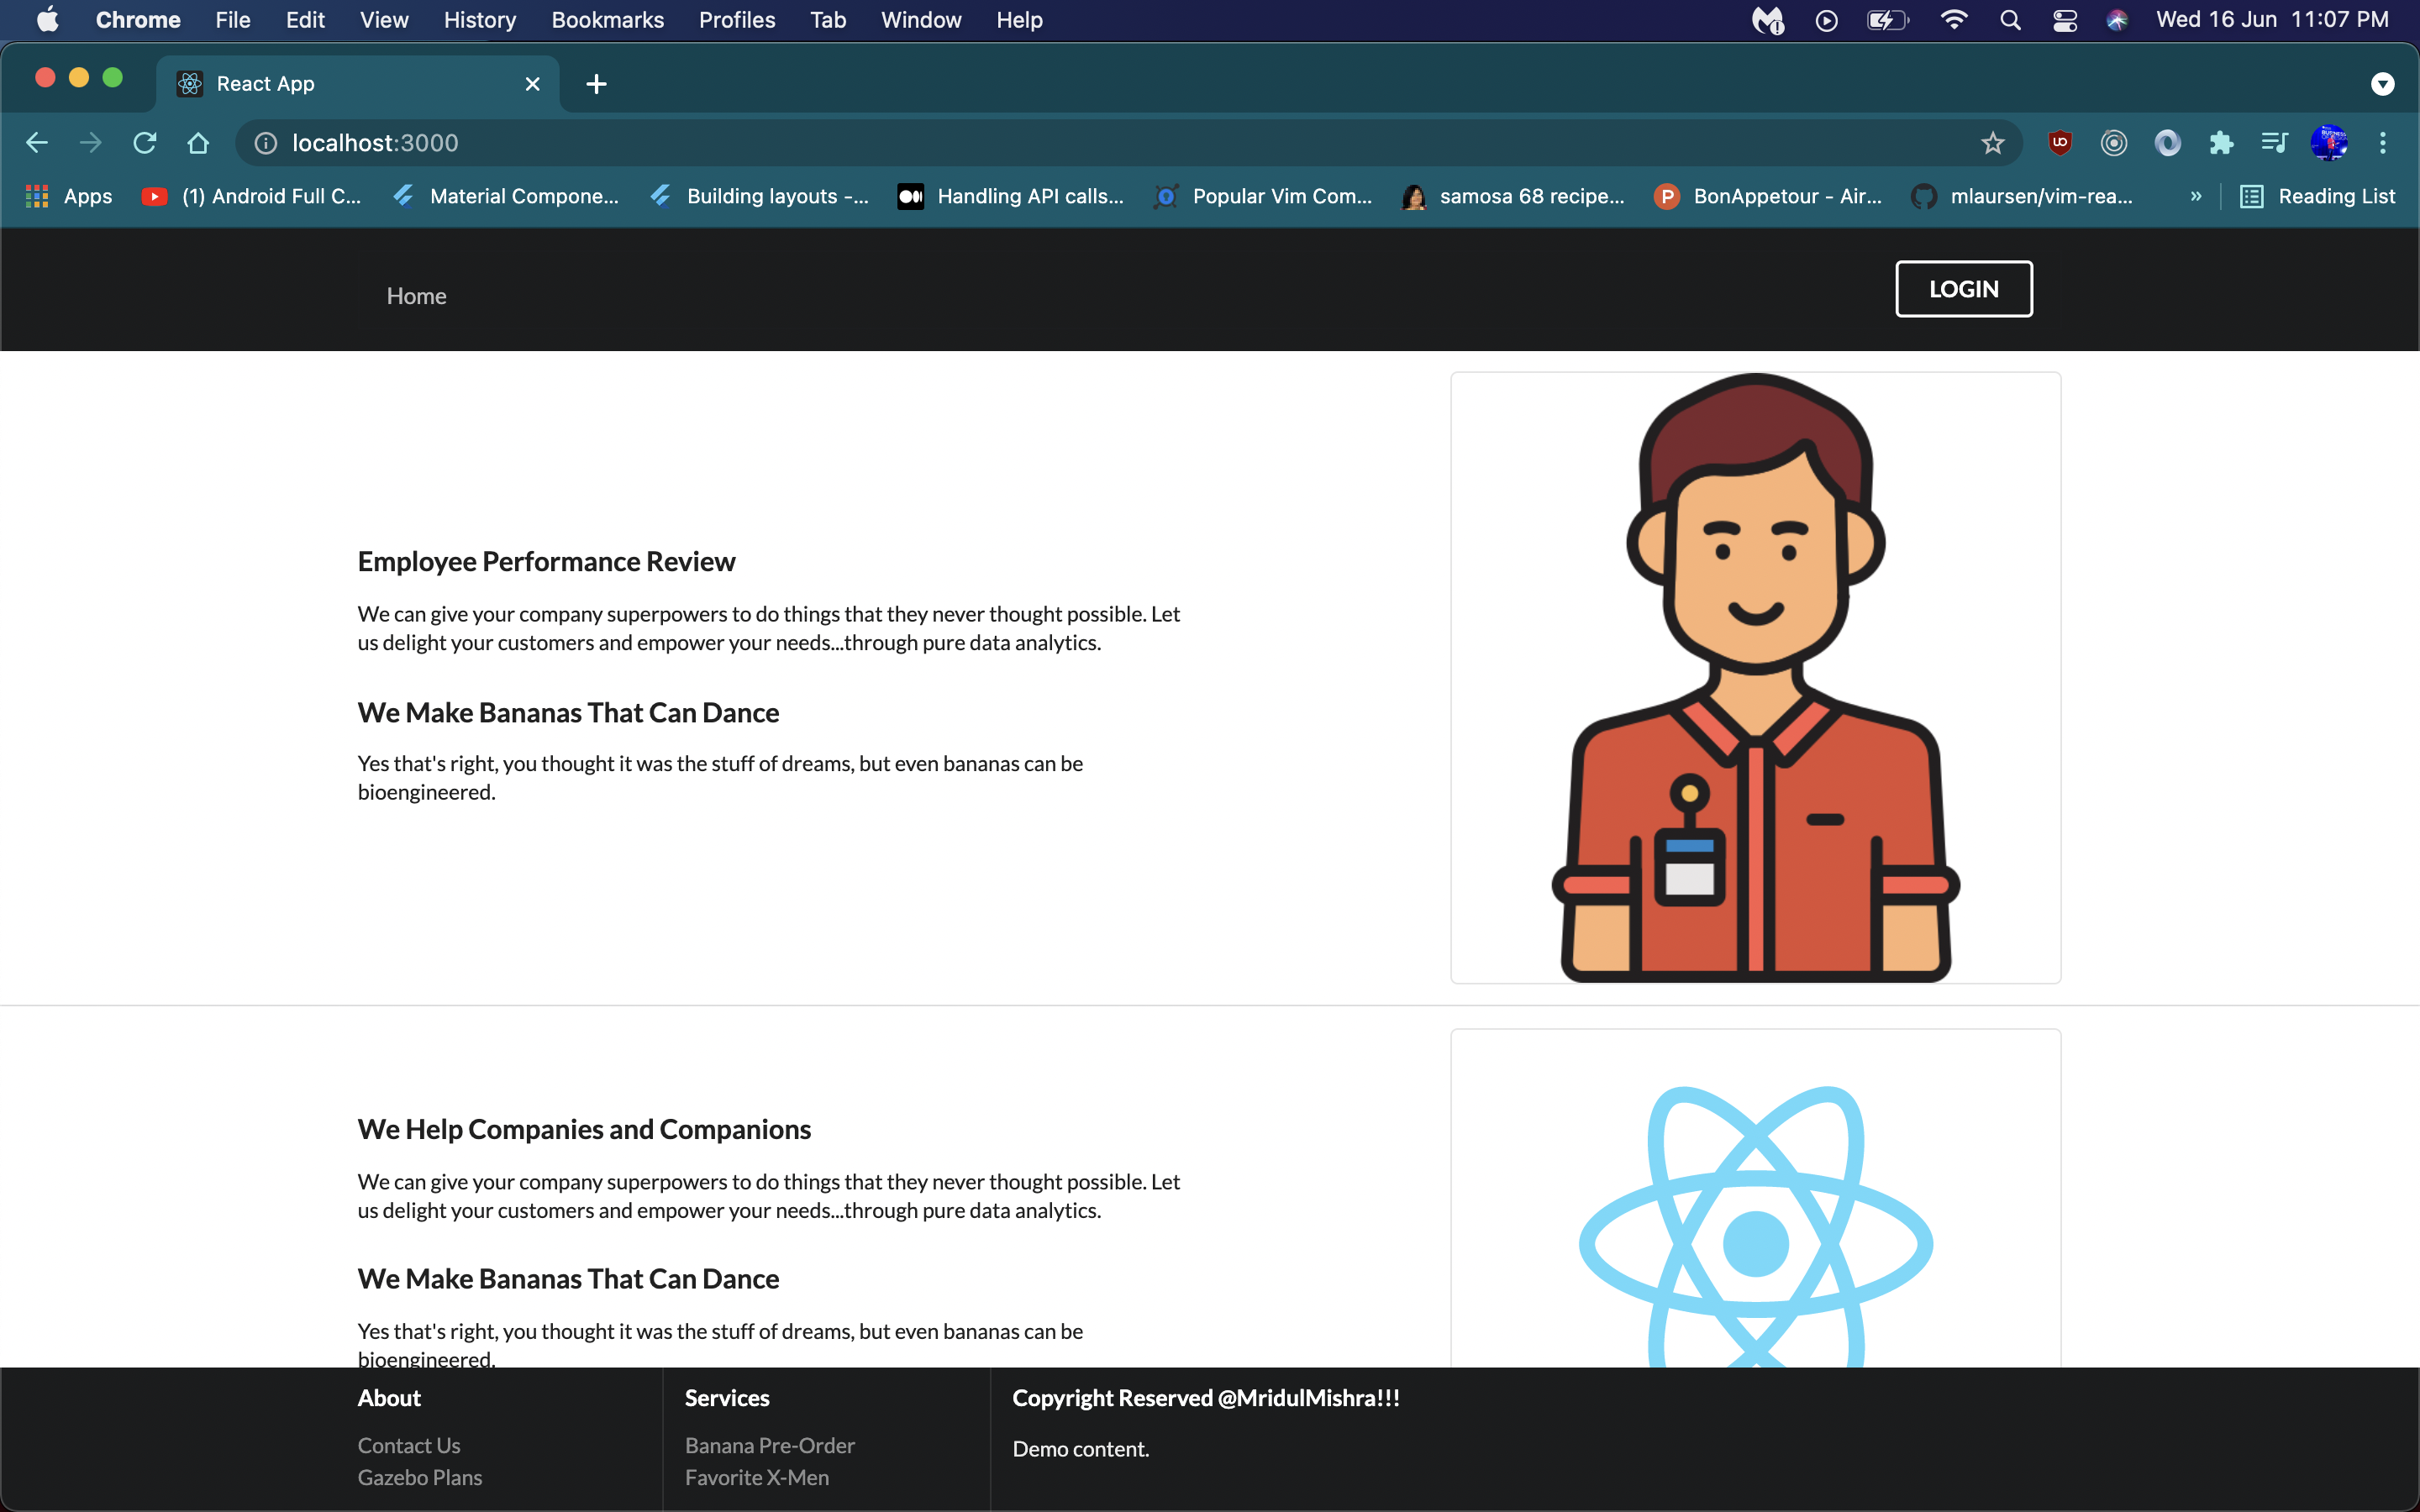 Chrome File Edit View History Bookmarks Profiles Tab Window Help Wed 16 Jun 11:07 PM
React App
localhost:3000
Apps (1) Android Full C... Material Compone... Building layouts -... Handling API calls... Popular Vim Com... samosa 68 recipe... BonAppetour - Air... mlaursen/vim-rea... » Reading List
Home LOGIN
Employee Performance Review
We can give your company superpowers to do things that they never thought possible. Let
us delight your customers and empower your needs...through pure data analytics.
We Make Bananas That Can Dance
Yes that's right, you thought it was the stuff of dreams, but even bananas can be
bioengineered.
We Help Companies and Companions
We can give your company superpowers to do things that they never thought possible. Let
us delight your customers and empower your needs...through pure data analytics.
We Make Bananas That Can Dance
Yes that's right, you thought it was the stuff of dreams, but even bananas can be
bioengineered.
About
Contact Us
Gazebo Plans
Services
Banana Pre-Order
Favorite X-Men
Copyright Reserved @MridulMishra!!!
Demo content.